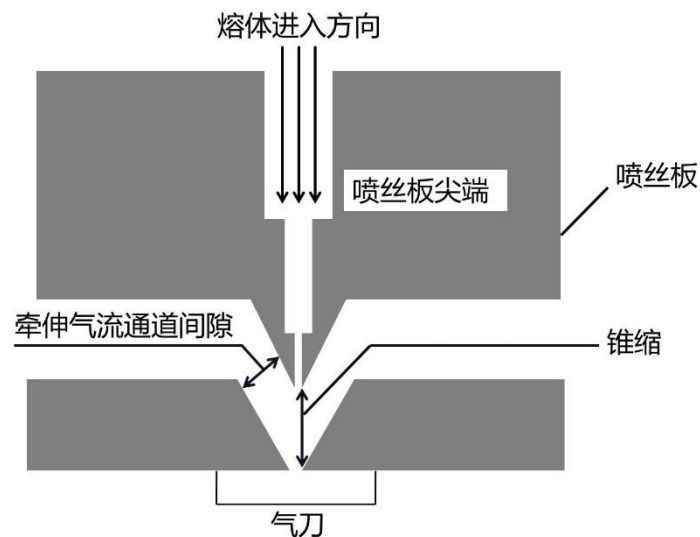 熔体进入方向
喷丝板尖端
喷丝板
牵伸气流通道间隙
锥缩
气刀